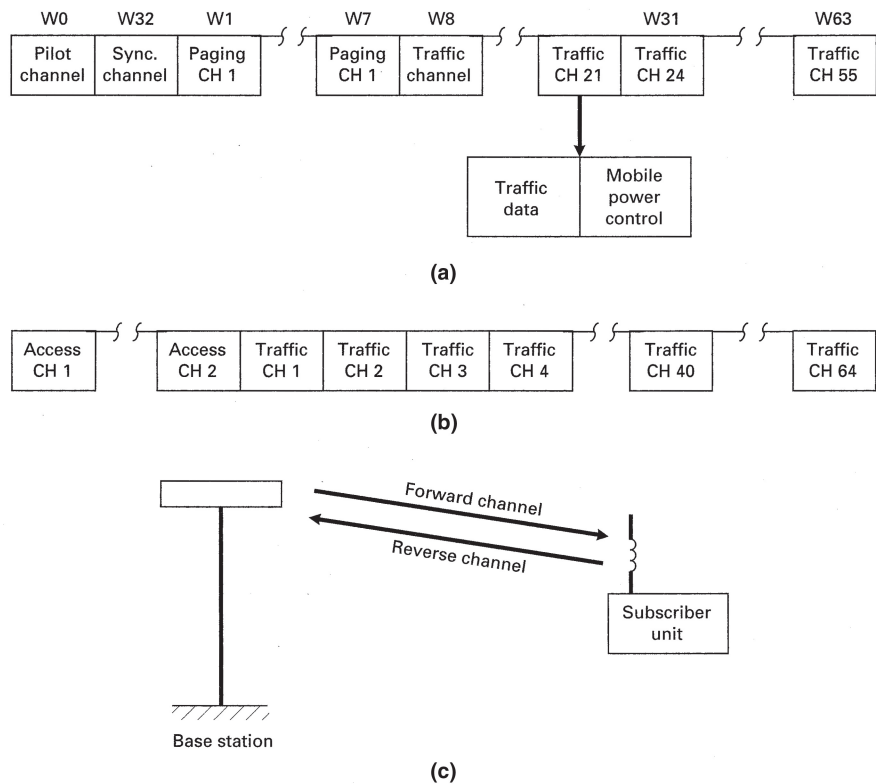 W0 W32 W1 W7 W8 W31 W63
Pilot channel
Sync. channel
Paging CH 1
Paging CH 1
Traffic channel
Traffic CH 21
Traffic CH 24
Traffic CH 55
Traffic data
Mobile power control
(a)
Access CH 1
Access CH 2
Traffic CH 1
Traffic CH 2
Traffic CH 3
Traffic CH 4
Traffic CH 40
Traffic CH 64
(b)
Forward channel
Reverse channel
Subscriber unit
Base station
(c)